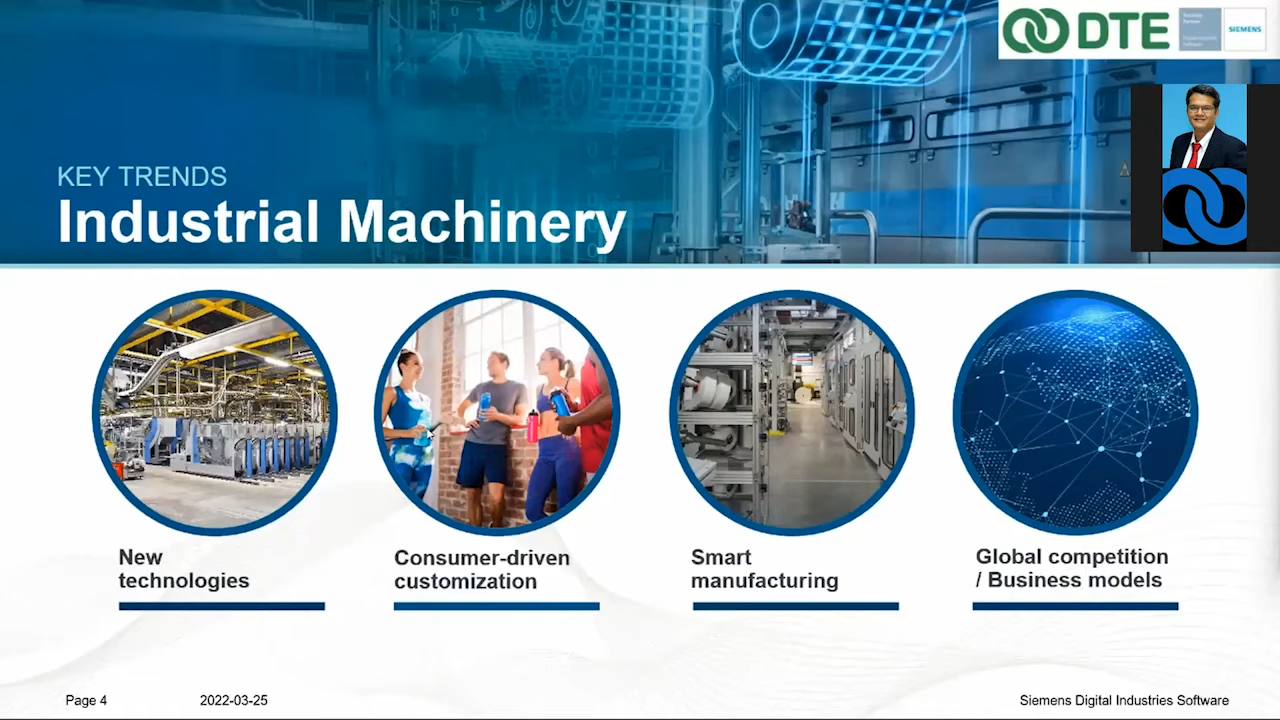 DTE
SIEMENS
KEY TRENDS
Industrial Machinery
New
technologies
Consumer-driven
customization
Smart
manufacturing
Global competition
/ Business models
Page 4
2022-03-25
Siemens Digital Industries Software